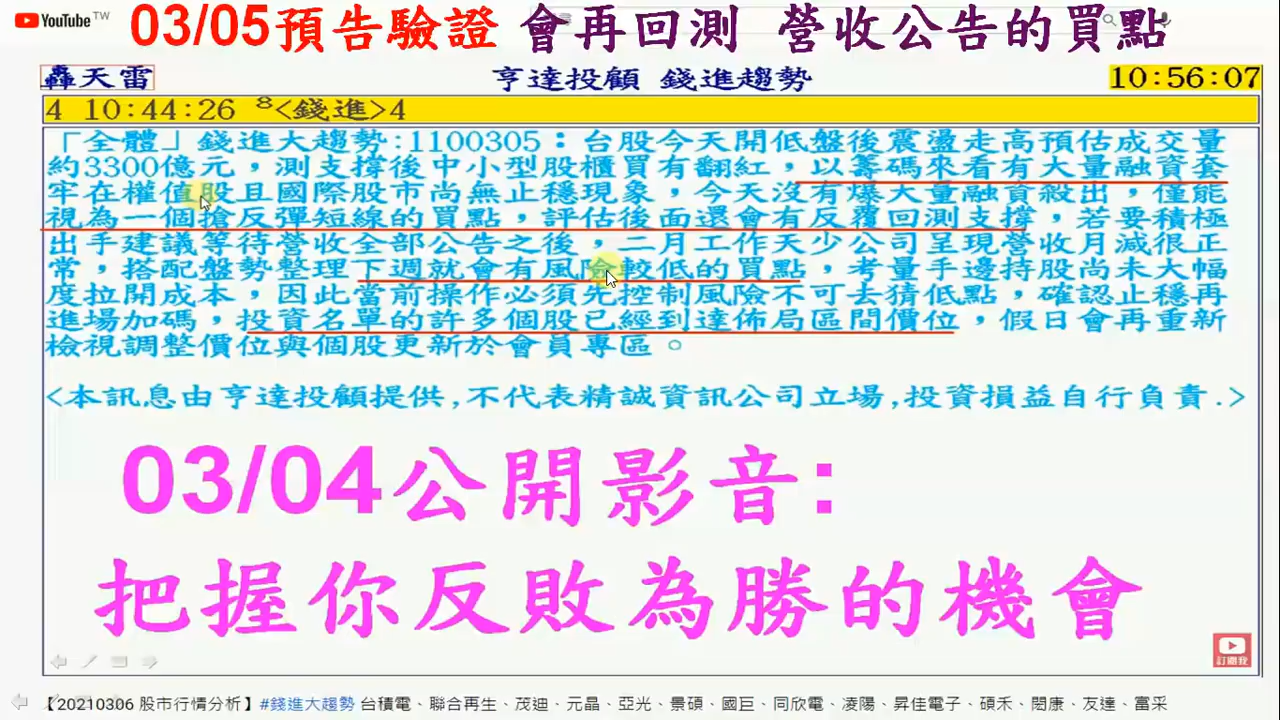 YouTube TW
03/05預告驗證 會再回測 營收公告的買點
轟天雷 亨達投顧 錢進趨勢 10:56:07
4 10:44:26 8<錢進>4
「全體」錢進大趨勢:1100305：台股今天開低盤後震盪走高預估成交量
約3300億元，測支撐後中小型股櫃買有翻紅，以籌碼來看有大量融資套
牢在權值股且國際股市尚無止穩現象，今天沒有爆大量融資殺出，僅能
視為一個搶反彈短線的買點，評估後面還會有反覆回測支撐，若要積極
出手建議等待營收全部公告之後，二月工作天少公司呈現營收月減很正
常，搭配盤勢整理下週就會有風險較低的買點，考量手邊持股尚未大幅
度拉開成本，因此當前操作必須先控制風險不可去猜低點，確認止穩再
進場加碼，投資名單的許多個股已經到達佈局區間價位，假日會再重新
檢視調整價位與個股更新於會員專區。
<本訊息由亨達投顧提供,不代表精誠資訊公司立場,投資損益自行負責.>
03/04公開影音:
把握你反敗為勝的機會
訂閱我
【20210306 股市行情分析】#錢進大趨勢 台積電、聯合再生、茂迪、元晶、亞光、景碩、國巨、同欣電、凌陽、昇佳電子、碩禾、閎康、友達、富采